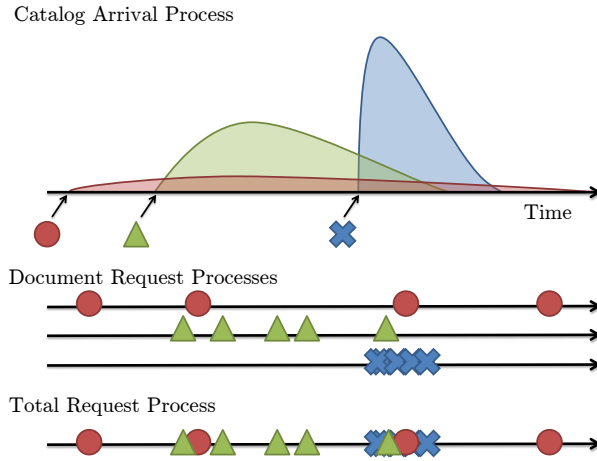 Catalog Arrival Process
Time
Document Request Processes
Total Request Process